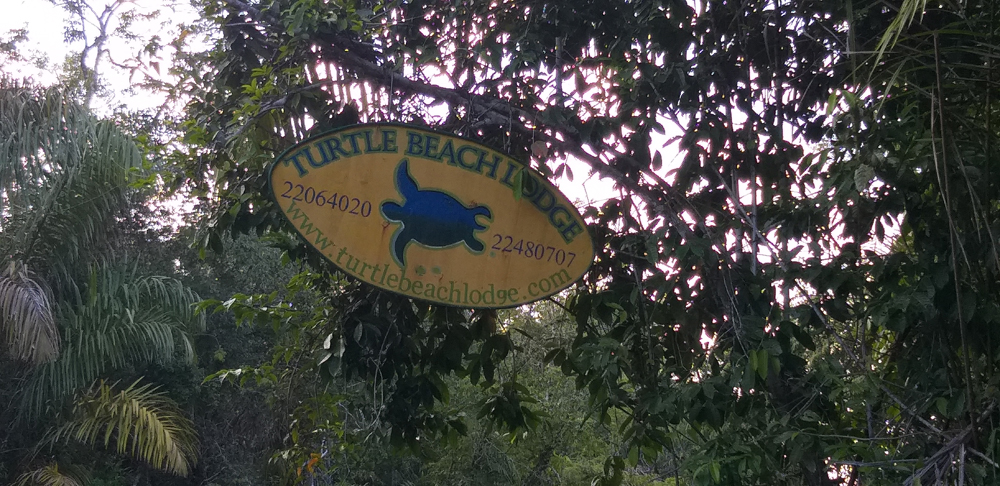 TURTLE BEACH LODGE
22064020
22480707
www.turtlebeachlodge.com